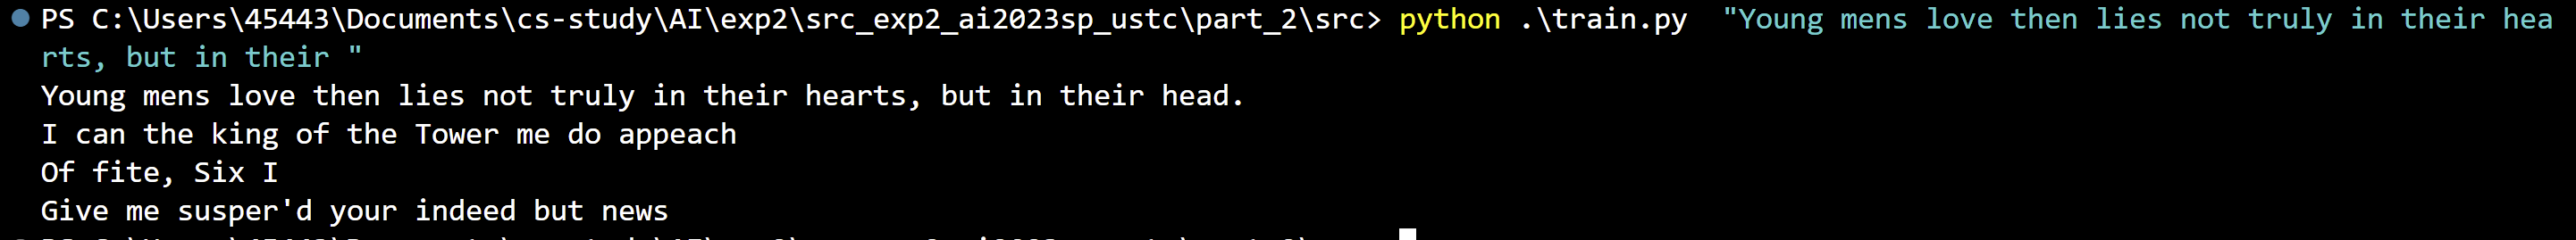 PS C:\Users\45443\Documents\cs-study\AI\exp2\src_exp2_ai2023sp_ustc\part_2\src> python .\train.py  "Young mens love then lies not truly in their hea
rts, but in their "
Young mens love then lies not truly in their hearts, but in their head.
I can the king of the Tower me do appeach
Of fite, Six I
Give me susper'd your indeed but news